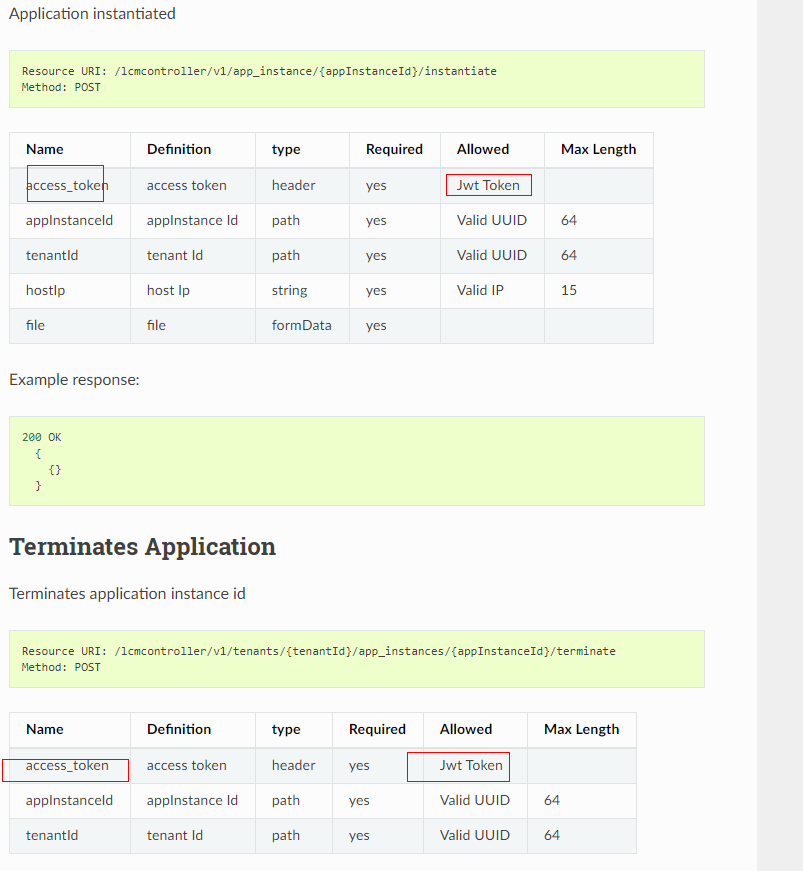 Application instantiated
Resource URI: /lcmcontroller/v1/app_instance/{appInstanceId}/instantiate
Method: POST
Name Definition type Required Allowed Max Length
access_token access token header yes Jwt Token
appInstanceId appInstance Id path yes Valid UUID 64
tenantId tenant Id path yes Valid UUID 64
hostIp host Ip string yes Valid IP 15
file file formData yes
Example response:
200 OK
{
{}
}
Terminates Application
Terminates application instance id
Resource URI: /lcmcontroller/v1/tenants/{tenantId}/app_instances/{appInstanceId}/terminate
Method: POST
Name Definition type Required Allowed Max Length
access_token access token header yes Jwt Token
appInstanceId appInstance Id path yes Valid UUID 64
tenantId tenant Id path yes Valid UUID 64